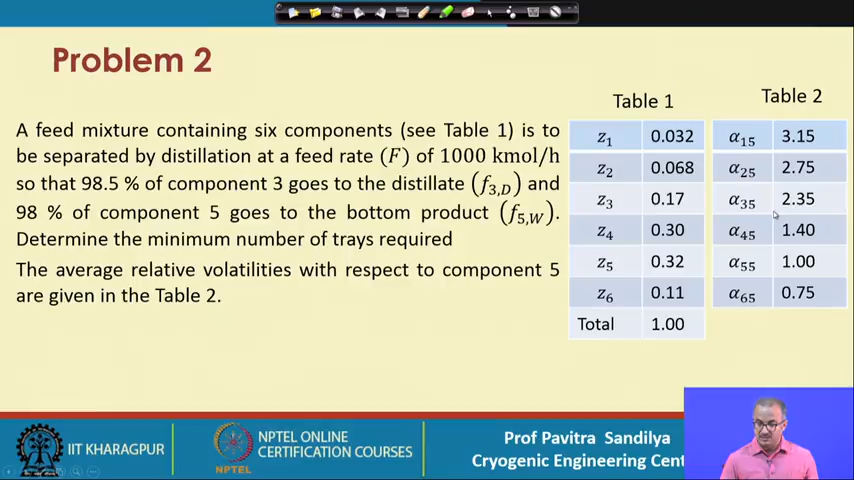 Problem 2
A feed mixture containing six components (see Table 1) is to
be separated by distillation at a feed rate (F) of 1000 kmol/h
so that 98.5 % of component 3 goes to the distillate (f₃,D) and
98 % of component 5 goes to the bottom product (f₅,W).
Determine the minimum number of trays required
The average relative volatilities with respect to component 5
are given in the Table 2.
Table 1
z₁ 0.032
z₂ 0.068
z₃ 0.17
z₄ 0.30
z₅ 0.32
z₆ 0.11
Total 1.00
Table 2
α₁₅ 3.15
α₂₅ 2.75
α₃₅ 2.35
α₄₅ 1.40
α₅₅ 1.00
α₆₅ 0.75
IIT KHARAGPUR
NPTEL
NPTEL ONLINE
CERTIFICATION COURSES
Prof Pavitra Sandilya
Cryogenic Engineering Cent